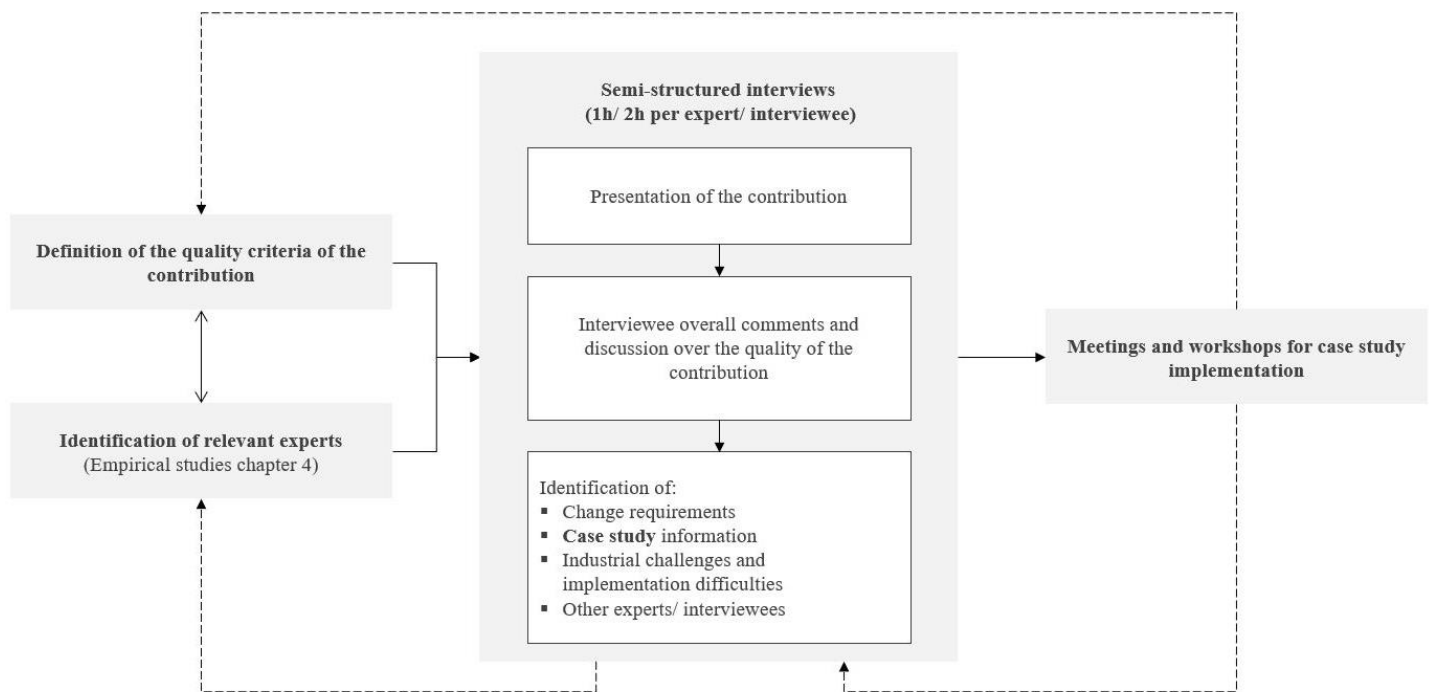 Semi-structured interviews
(1h/ 2h per expert/ interviewee)
Presentation of the contribution
Definition of the quality criteria of the
contribution
Interviewee overall comments and
discussion over the quality of the
contribution
Meetings and workshops for case study
implementation
Identification of relevant experts
(Empirical studies chapter 4)
Identification of:
▪ Change requirements
▪ Case study information
▪ Industrial challenges and
implementation difficulties
▪ Other experts/ interviewees